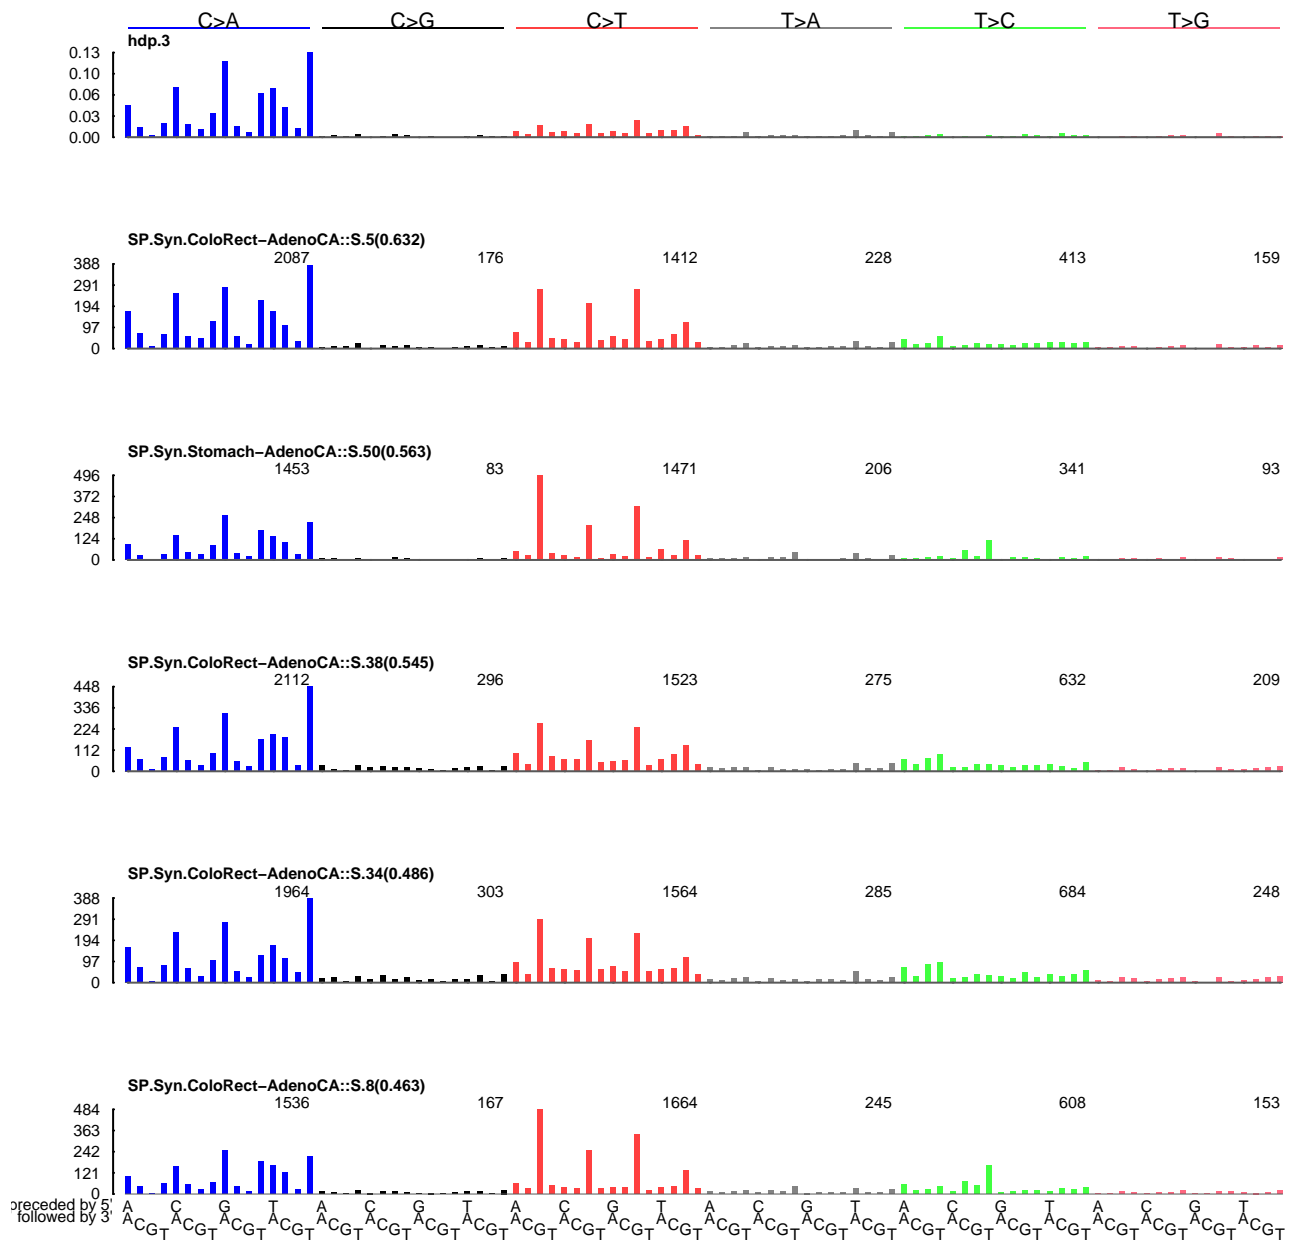 C>A C>G C>T T>A T>C T>G
hdp.3
0.13
0.10
0.06
0.03
0.00
SP.Syn.ColoRect−AdenoCA::S.5(0.632)
2087 176 1412 228 413 159
388
291
194
97
0
SP.Syn.Stomach−AdenoCA::S.50(0.563)
1453 83 1471 206 341 93
496
372
248
124
0
SP.Syn.ColoRect−AdenoCA::S.38(0.545)
2112 296 1523 275 632 209
448
336
224
112
0
SP.Syn.ColoRect−AdenoCA::S.34(0.486)
1964 303 1564 285 684 248
388
291
194
97
0
SP.Syn.ColoRect−AdenoCA::S.8(0.463)
1536 167 1664 245 608 153
484
363
242
121
0
preceded by 5' A C G T A C G T A C G T A C G T A C G T A C G T
followed by 3' A C G T A C G T A C G T A C G T A C G T A C G T A C G T A C G T A C G T A C G T A C G T A C G T A C G T A C G T A C G T A C G T A C G T A C G T A C G T A C G T A C G T A C G T A C G T A C G T